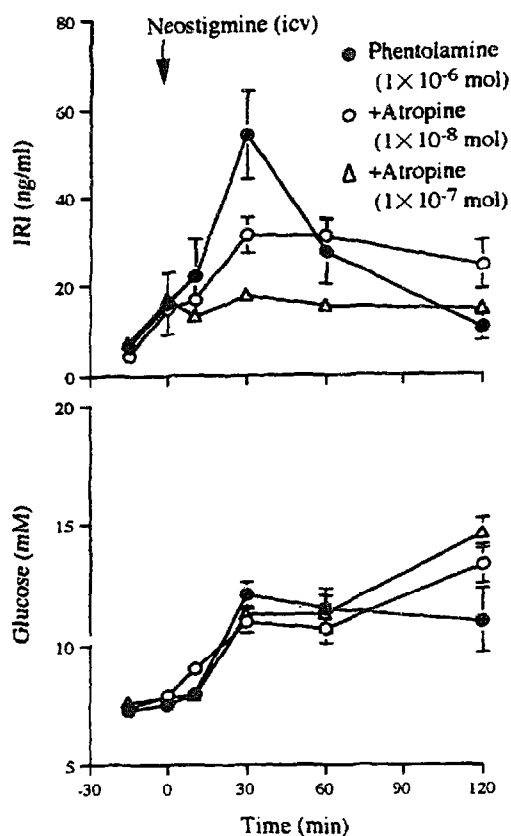 Neostigmine (icv)
Phentolamine
(1×10-6 mol)
+Atropine
(1×10-8 mol)
+Atropine
(1×10-7 mol)
IRI (ng/ml)
80
60
40
20
0
Glucose (mM)
20
15
10
5
-30 0 30 60 90 120
Time (min)